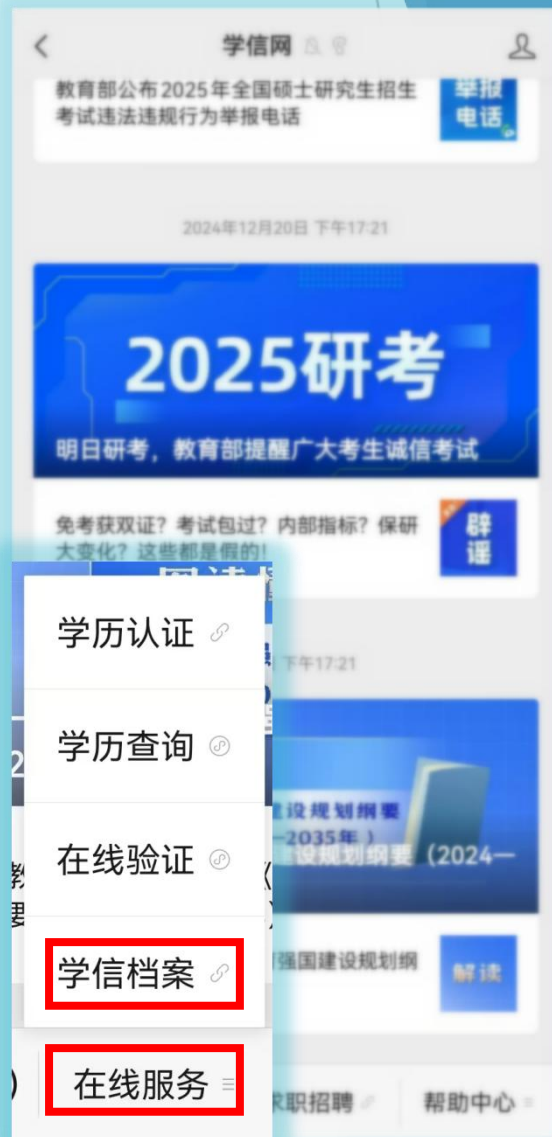 学信网
教育部公布2025年全国硕士研究生招生
考试违法违规行为举报电话
举报
电话
2024年12月20日 下午17:21
2025研考
明日研考，教育部提醒广大考生诚信考试
免考获双证？考试包过？内部指标？保研
大变化？这些都是假的！
辟
谣
学历认证
下午17:21
学历查询
建设规划纲要
—2035年）
在线验证
设规划纲要（2024—
学信档案
强国建设规划纲
解读
在线服务
求职招聘
帮助中心